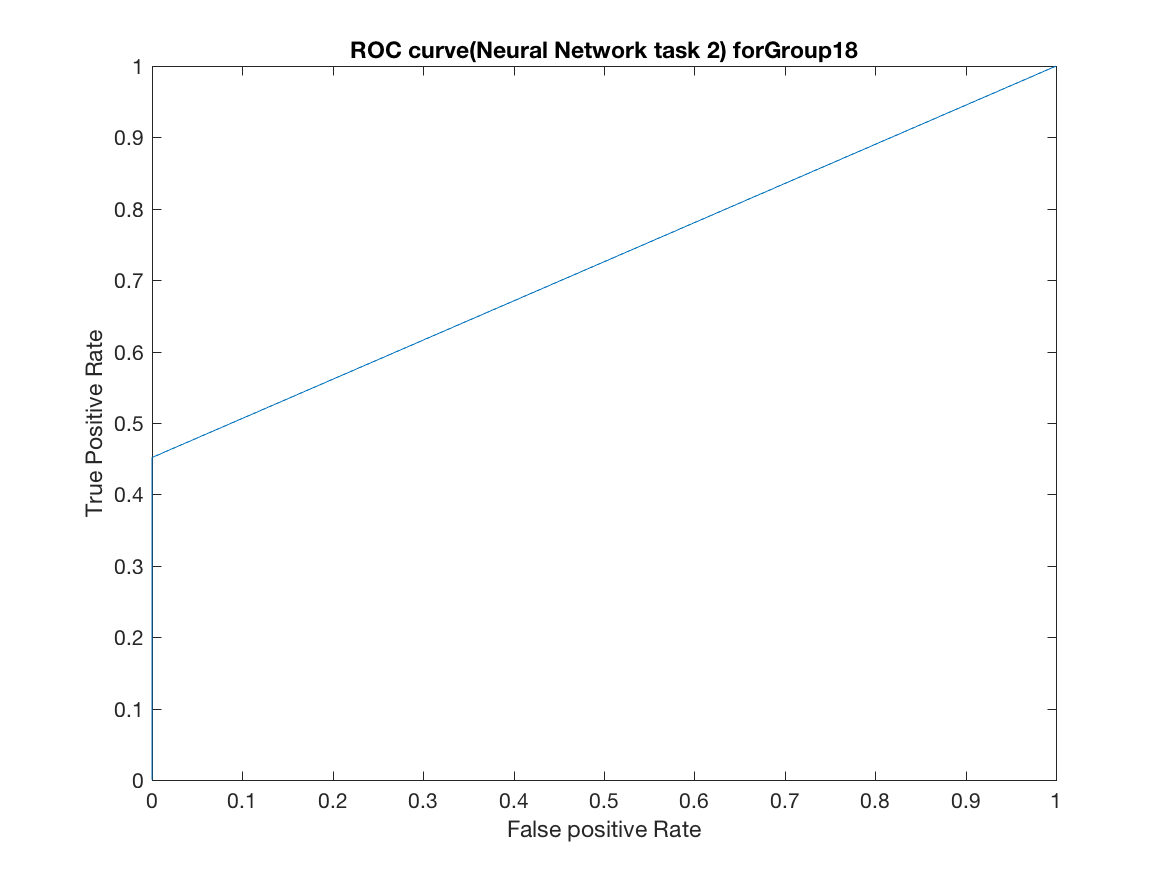 ROC curve(Neural Network task 2) forGroup18
1
0.9
0.8
0.7
0.6
0.5
0.4
0.3
0.2
0.1
0
True Positive Rate
0 0.1 0.2 0.3 0.4 0.5 0.6 0.7 0.8 0.9 1
False positive Rate